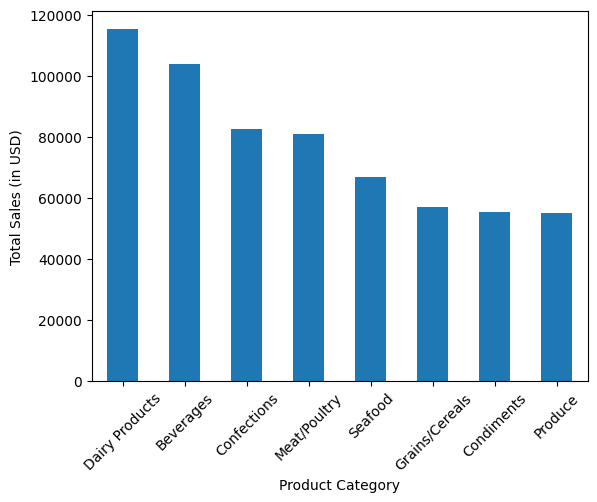 Total Sales (in USD)
120000
100000
80000
60000
40000
20000
0
Dairy Products
Beverages
Confections
Meat/Poultry
Seafood
Grains/Cereals
Condiments
Produce
Product Category